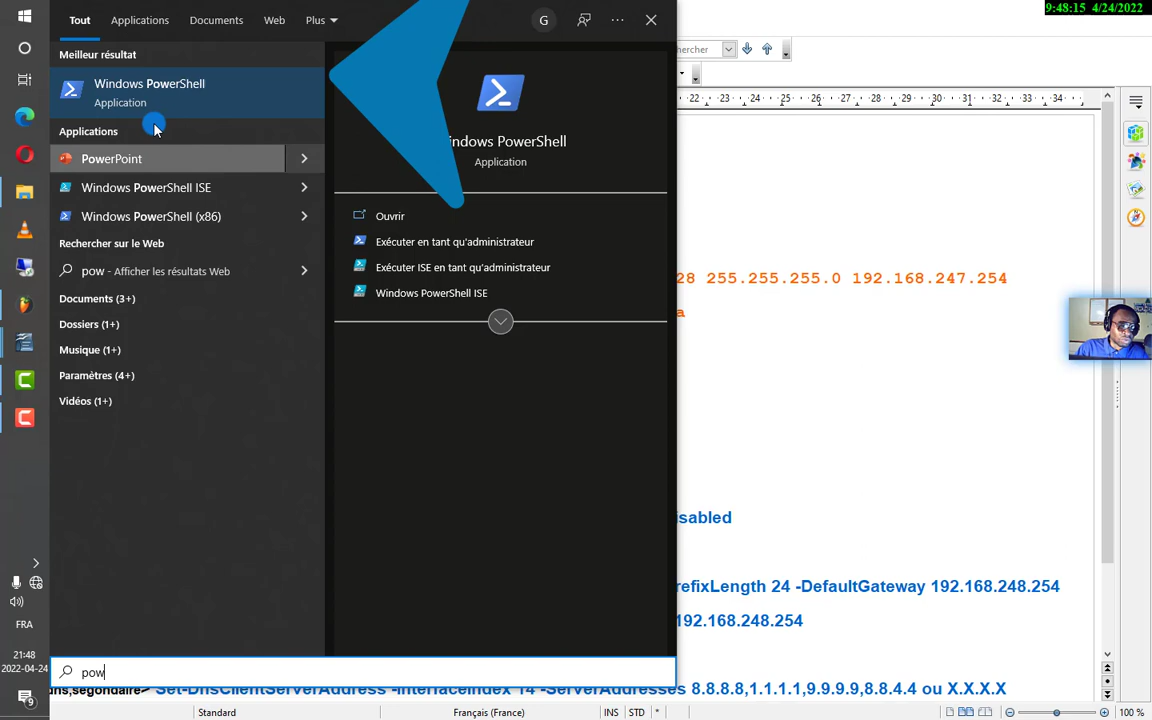 Tout Applications Documents Web Plus G ... 9:48:15 4/24/2022
Meilleur résultat
Windows PowerShell
Application
Applications
PowerPoint
Windows PowerShell ISE
Windows PowerShell (x86)
Rechercher sur le Web
pow - Afficher les résultats Web
Documents (3+)
Dossiers (1+)
Musique (1+)
Paramètres (4+)
Vidéos (1+)
indows PowerShell
Application
Ouvrir
Exécuter en tant qu'administrateur
Exécuter ISE en tant qu'administrateur
Windows PowerShell ISE
hercher
22 23 24 25 26 27 28 29 30 31 32 33 34
28 255.255.255.0 192.168.247.254
a
isabled
refixLength 24 -DefaultGateway 192.168.248.254
192.168.248.254
Set-DnsClientServerAddress -InterfaceIndex 14 -ServerAddresses 8.8.8.8,1.1.1.1,9.9.9.9,8.8.4.4 ou X.X.X.X
pow
FRA
21:48
2022-04-24
9
Standard Français (France) INS STD * 100 %